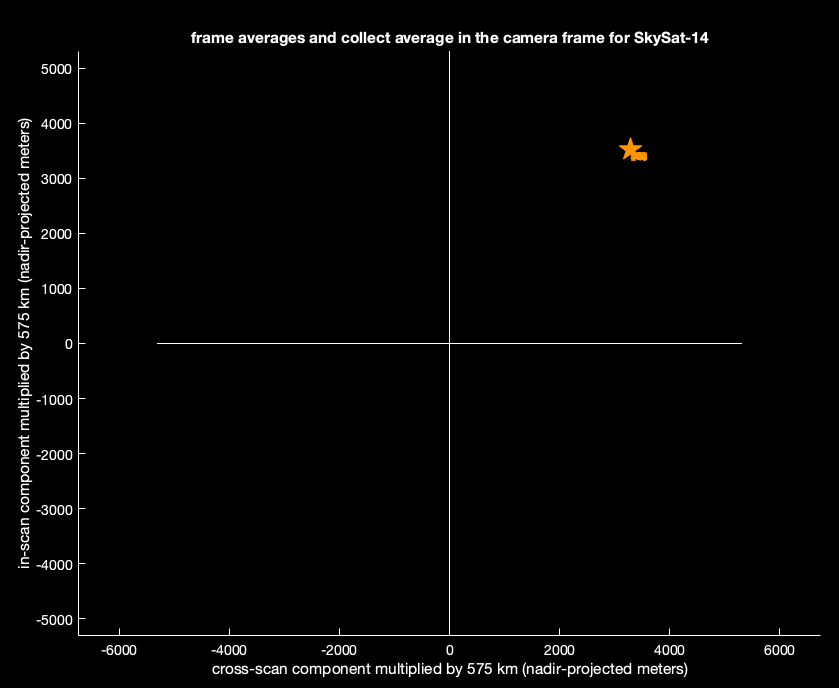 frame averages and collect average in the camera frame for SkySat-14
5000
4000
3000
2000
1000
0
-1000
-2000
-3000
-4000
-5000
in-scan component multiplied by 575 km (nadir-projected meters)
-6000 -4000 -2000 0 2000 4000 6000
cross-scan component multiplied by 575 km (nadir-projected meters)